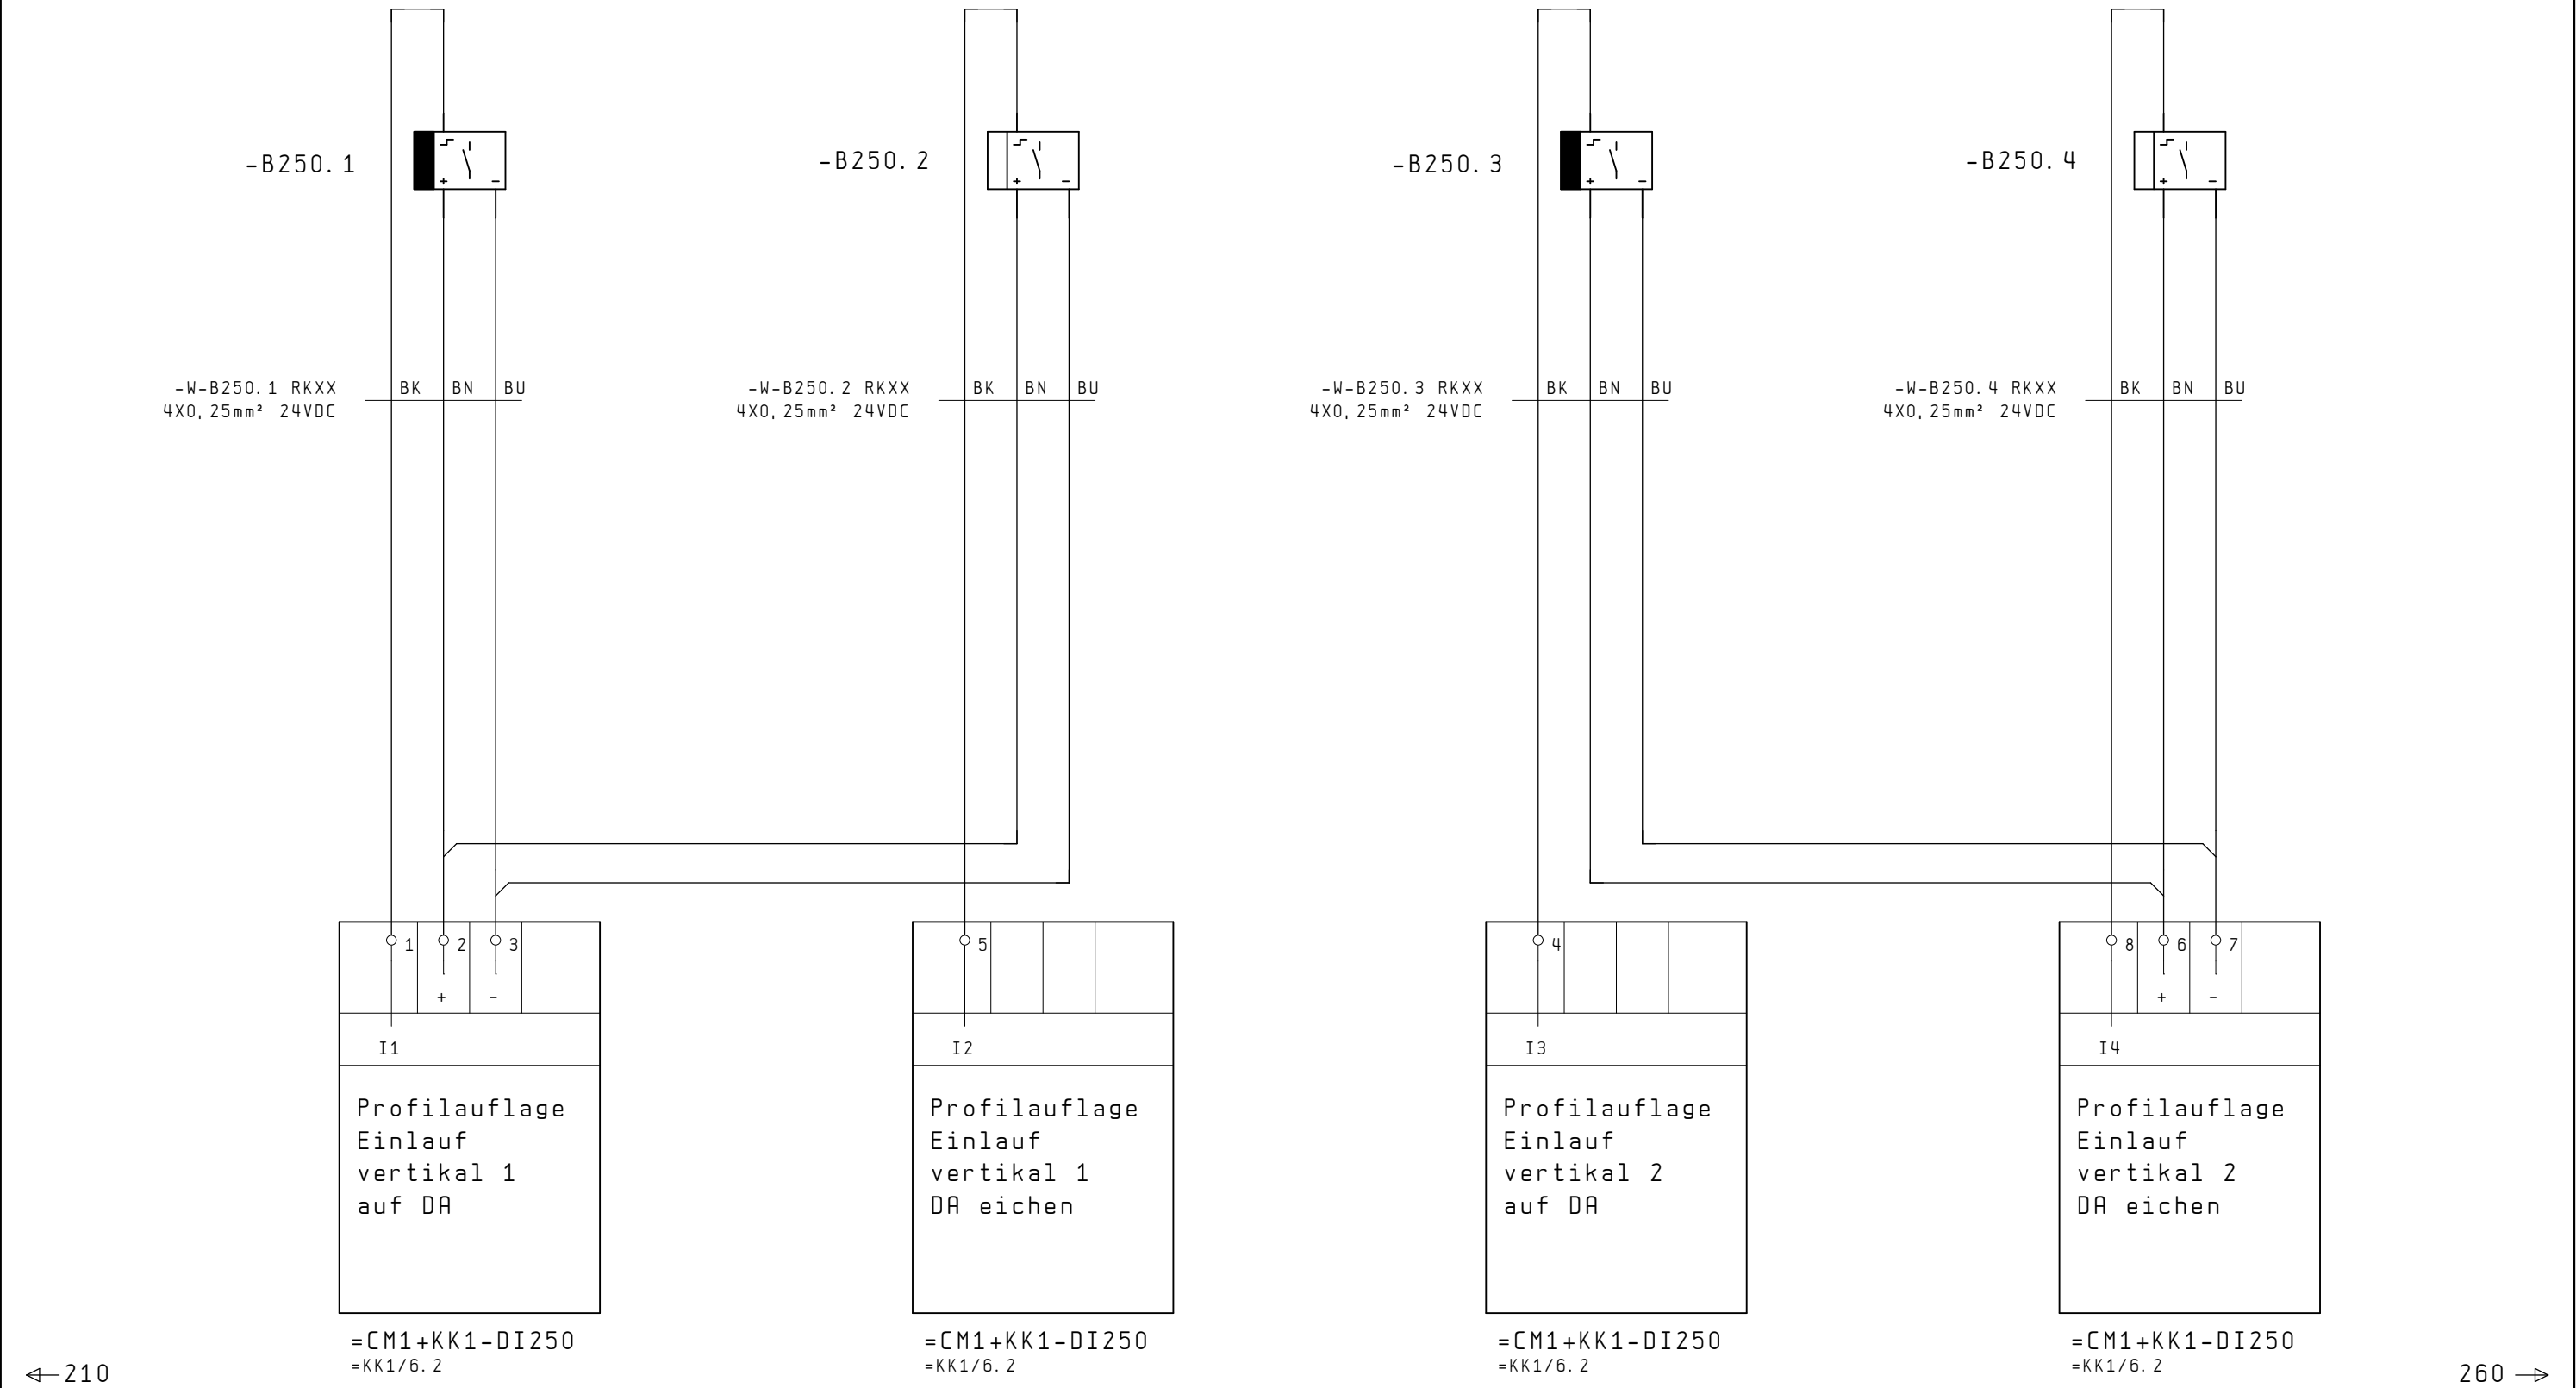 -B250.1
-B250.2
-B250.3
-B250.4
+ -
+ -
+ -
+ -
-W-B250.1 RKXX
4X0,25mm² 24VDC
BK BN BU
-W-B250.2 RKXX
4X0,25mm² 24VDC
BK BN BU
-W-B250.3 RKXX
4X0,25mm² 24VDC
BK BN BU
-W-B250.4 RKXX
4X0,25mm² 24VDC
BK BN BU
1 2 3
+ -
I1
Profilauflage
Einlauf
vertikal 1
auf DA
=CM1+KK1-DI250
=KK1/6.2
5
I2
Profilauflage
Einlauf
vertikal 1
DA eichen
=CM1+KK1-DI250
=KK1/6.2
4
I3
Profilauflage
Einlauf
vertikal 2
auf DA
=CM1+KK1-DI250
=KK1/6.2
8 6 7
+ -
I4
Profilauflage
Einlauf
vertikal 2
DA eichen
=CM1+KK1-DI250
=KK1/6.2
210
260